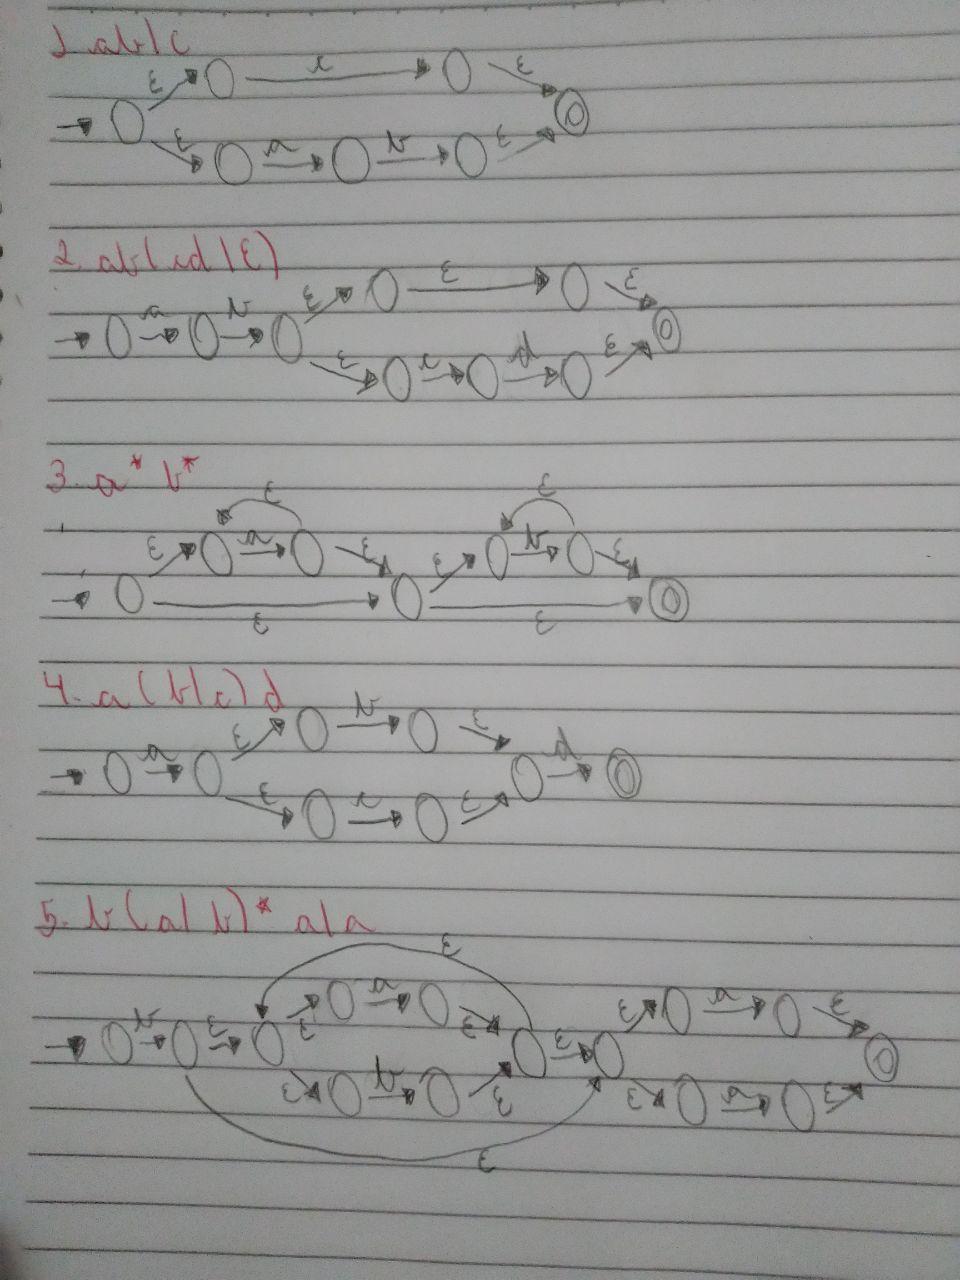 1. ab|c
ε c ε
ε a b ε
2. ab(cd|ε)
a b ε ε ε
ε c d ε
3. a* b*
ε ε
ε a ε ε b ε
ε ε
4. a(b|c)d
a ε b ε d
ε c ε
5. b(a|b)* a|a
ε
b ε ε a ε ε ε a ε
ε b ε ε a ε
ε